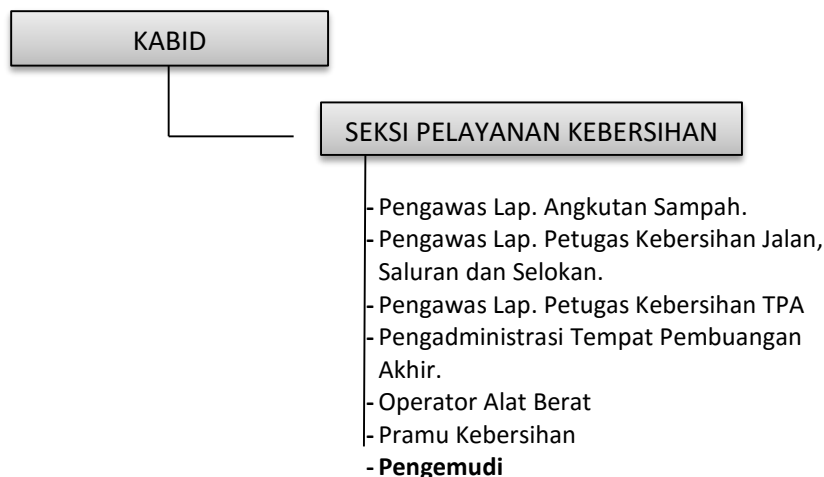 KABID
SEKSI PELAYANAN KEBERSIHAN
- Pengawas Lap. Angkutan Sampah.
- Pengawas Lap. Petugas Kebersihan Jalan,
Saluran dan Selokan.
- Pengawas Lap. Petugas Kebersihan TPA
- Pengadministrasi Tempat Pembuangan
Akhir.
- Operator Alat Berat
- Pramu Kebersihan
- Pengemudi